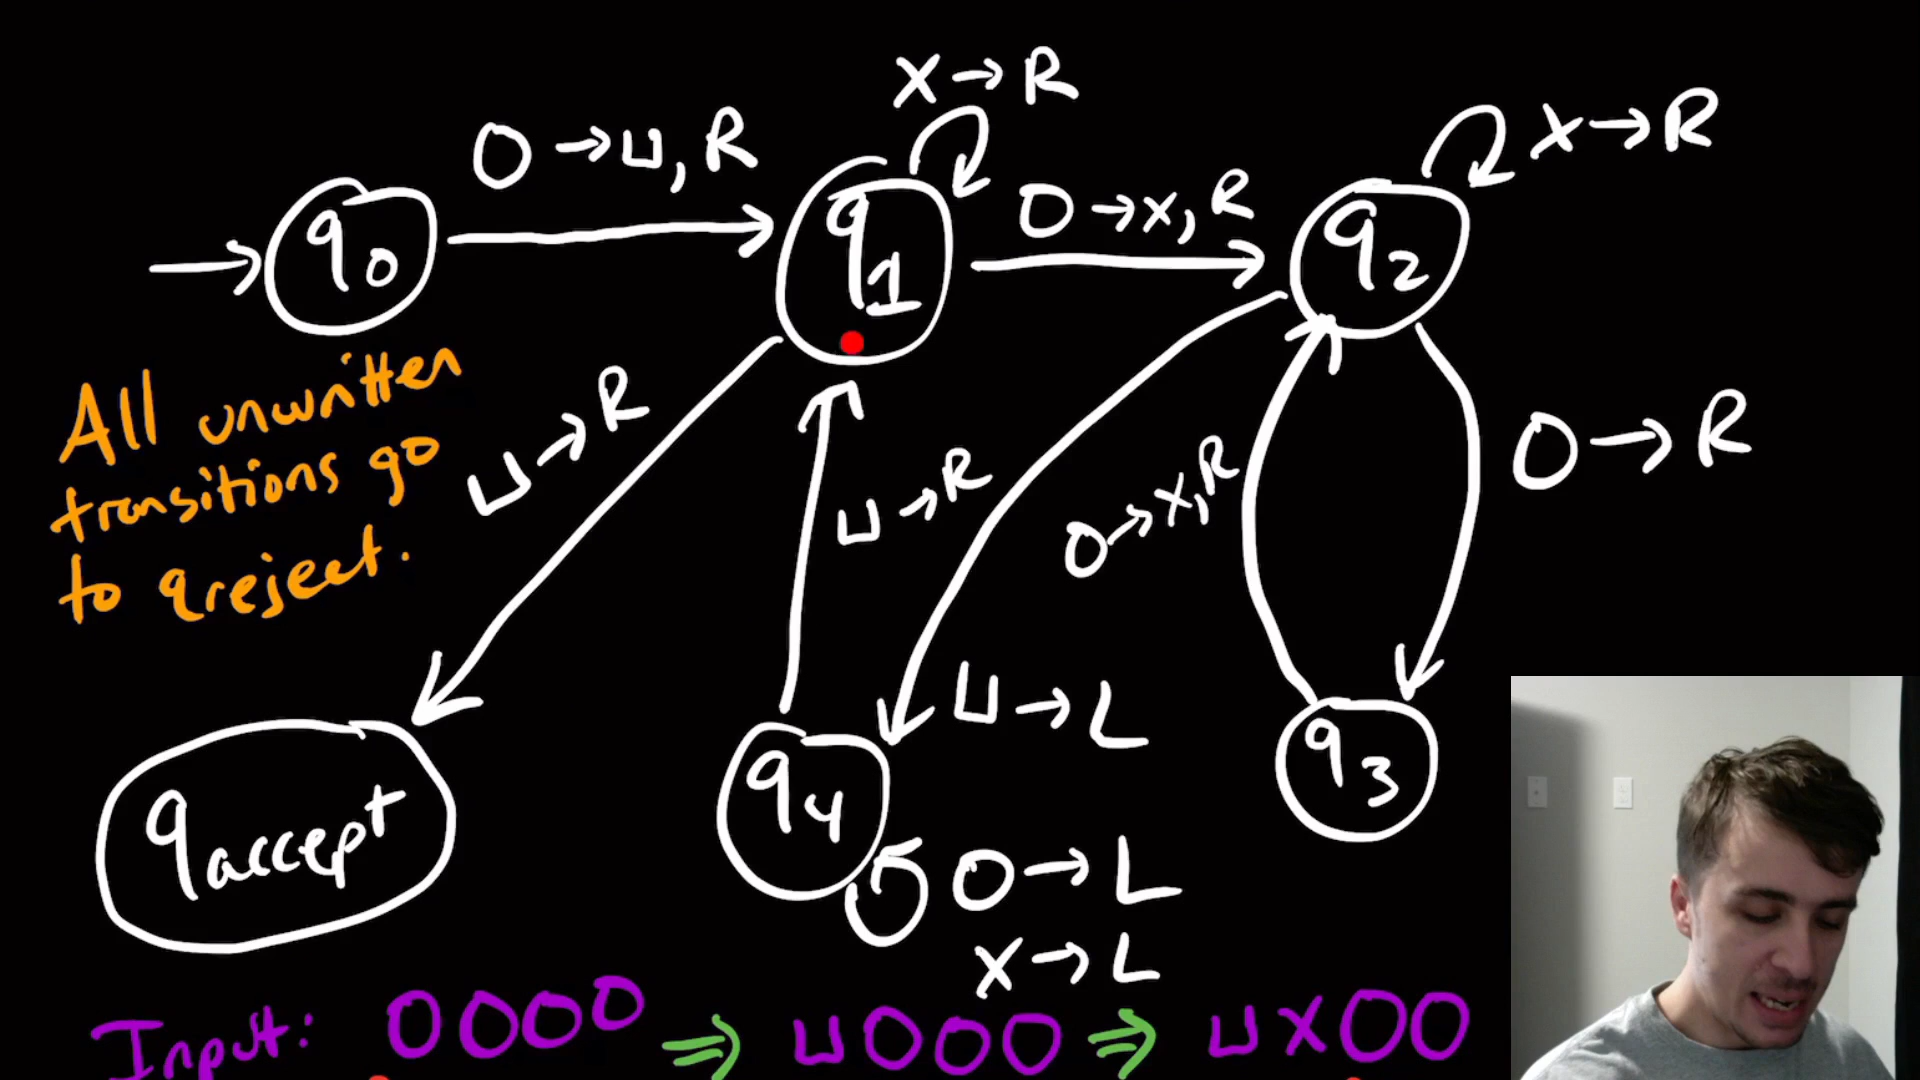 x→R
0→⊔,R
x→R
q0
q1
0→x,R
q2
All unwritten
transitions go
to qreject.
⊔→R
⊔→R
0→x,R
0→R
⊔→L
qaccept
q4
q3
0→L
x→L
Input: 0000 ⇒ ⊔000 ⇒ ⊔x00